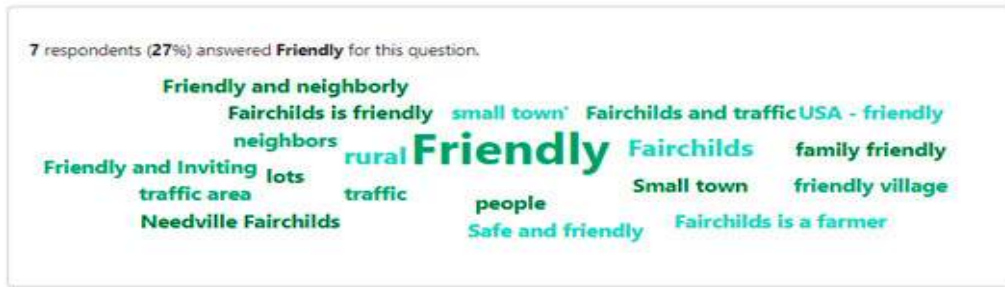 7 respondents (27%) answered Friendly for this question.
Friendly and neighborly
Fairchilds is friendly small town' Fairchilds and traffic USA - friendly
neighbors rural Friendly Fairchilds family friendly
Friendly and Inviting lots Small town friendly village
traffic area traffic people
Needville Fairchilds Safe and friendly Fairchilds is a farmer